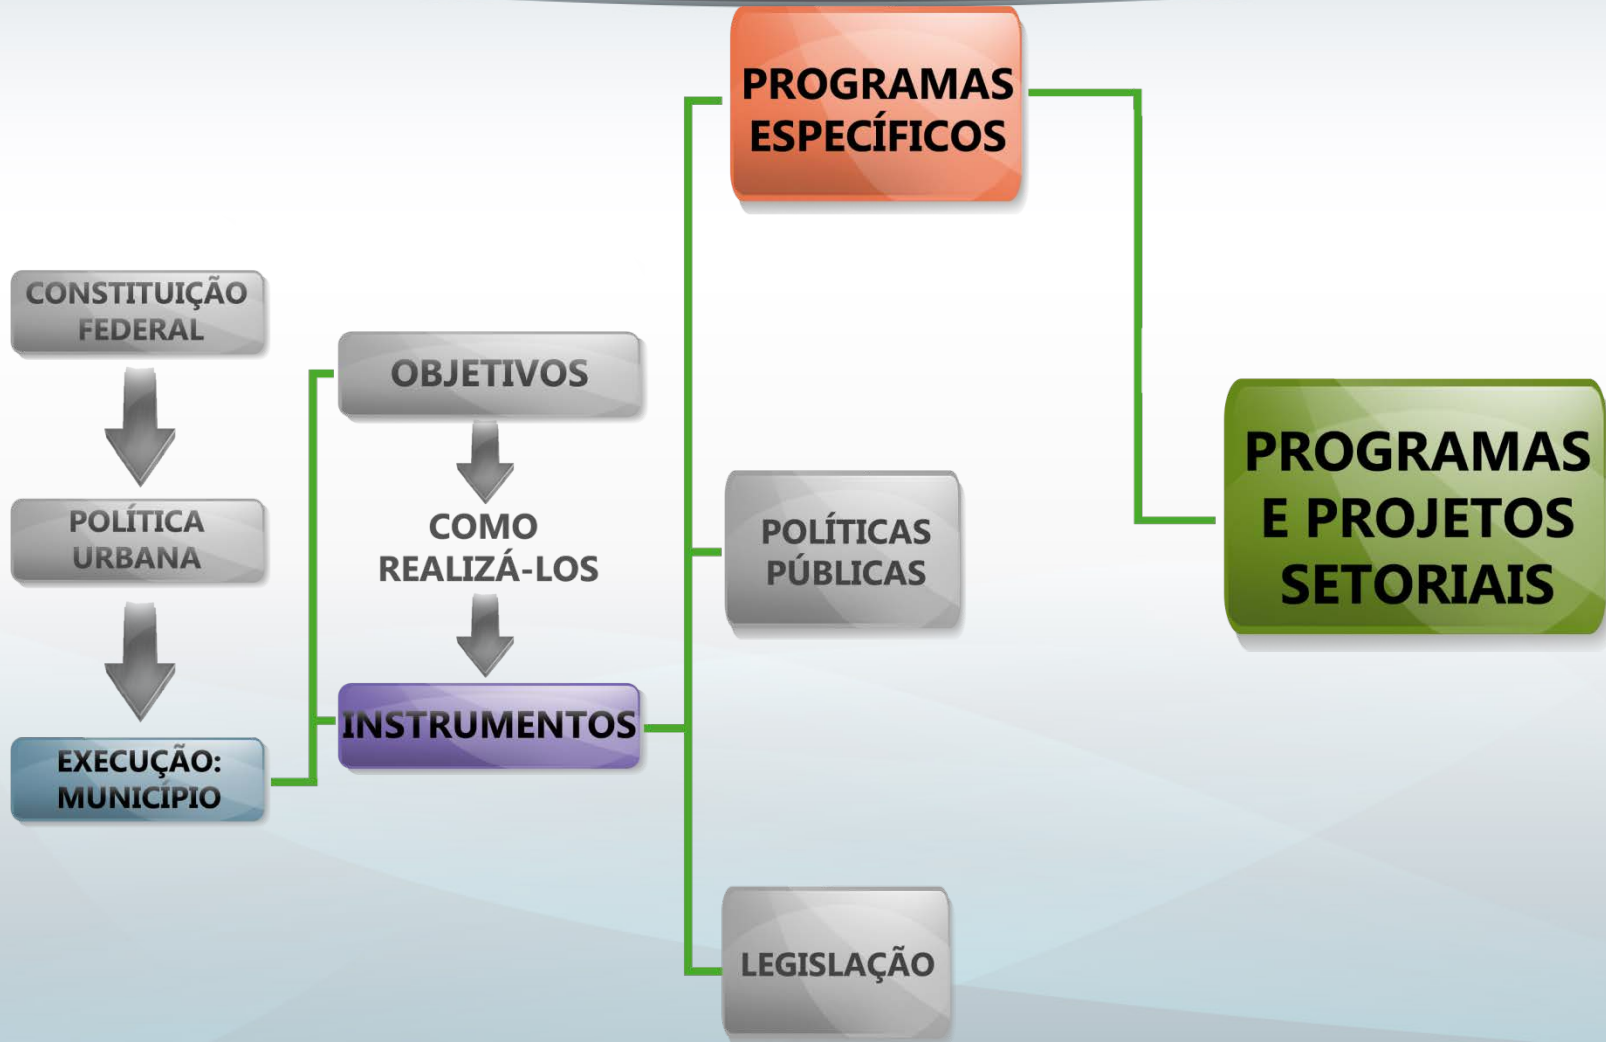 CONSTITUIÇÃO
FEDERAL
POLÍTICA
URBANA
EXECUÇÃO:
MUNICÍPIO
OBJETIVOS
COMO
REALIZÁ-LOS
INSTRUMENTOS
PROGRAMAS
ESPECÍFICOS
POLÍTICAS
PÚBLICAS
LEGISLAÇÃO
PROGRAMAS
E PROJETOS
SETORIAIS